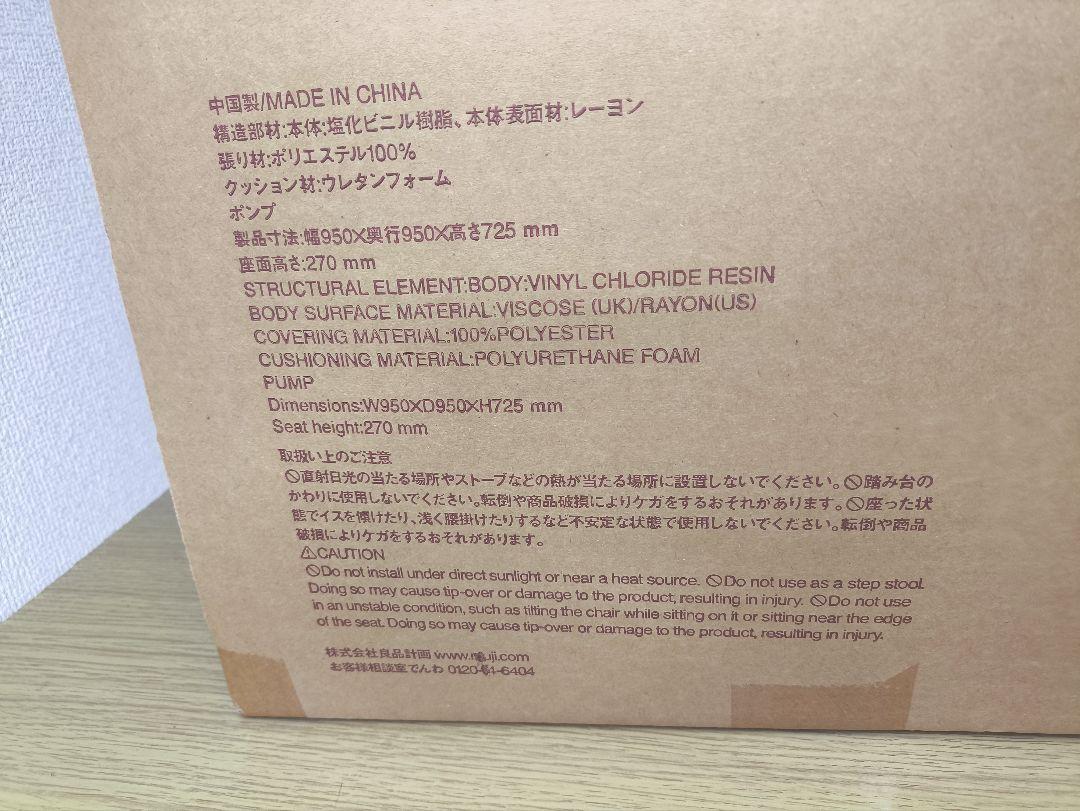 中国製/MADE IN CHINA
構造部材:本体:塩化ビニル樹脂、本体表面材:レーヨン
張り材:ポリエステル100%
クッション材:ウレタンフォーム
ポンプ
製品寸法:幅950X奥行950X高さ725 mm
座面高さ:270 mm
STRUCTURAL ELEMENT:BODY:VINYL CHLORIDE RESIN
BODY SURFACE MATERIAL:VISCOSE (UK)/RAYON(US)
COVERING MATERIAL:100%POLYESTER
CUSHIONING MATERIAL:POLYURETHANE FOAM
PUMP
Dimensions:W950XD950XH725 mm
Seat height:270 mm
取扱い上のご注意
🚫直射日光の当たる場所やストーブなどの熱が当たる場所に設置しないでください。🚫踏み台の
かわりに使用しないでください。転倒や商品破損によりケガをするおそれがあります。🚫座った状
態でイスを傾けたり、浅く腰掛けたりするなど不安定な状態で使用しないでください。転倒や商品
破損によりケガをするおそれがあります。
⚠CAUTION
🚫Do not install under direct sunlight or near a heat source. 🚫Do not use as a step stool.
Doing so may cause tip-over or damage to the product, resulting in injury. 🚫Do not use
in an unstable condition, such as tilting the chair while sitting on it or sitting near the edge
of the seat. Doing so may cause tip-over or damage to the product, resulting in injury.
株式会社良品計画 www.muji.com
お客様相談室でんわ 0120-64-6404